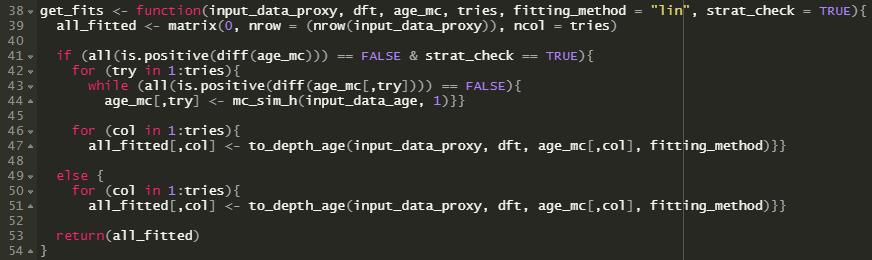 38 get_fits <- function(input_data_proxy, dft, age_mc, tries, fitting_method = "lin", strat_check = TRUE){
39   all_fitted <- matrix(0, nrow = (nrow(input_data_proxy)), ncol = tries)
40
41   if (all(is.positive(diff(age_mc))) == FALSE & strat_check == TRUE){
42     for (try in 1:tries){
43       while (all(is.positive(diff(age_mc[,try]))) == FALSE){
44         age_mc[,try] <- mc_sim_h(input_data_age, 1)}}
45
46     for (col in 1:tries){
47       all_fitted[,col] <- to_depth_age(input_data_proxy, dft, age_mc[,col], fitting_method)}}
48
49   else {
50     for (col in 1:tries){
51       all_fitted[,col] <- to_depth_age(input_data_proxy, dft, age_mc[,col], fitting_method)}}
52
53   return(all_fitted)
54 }